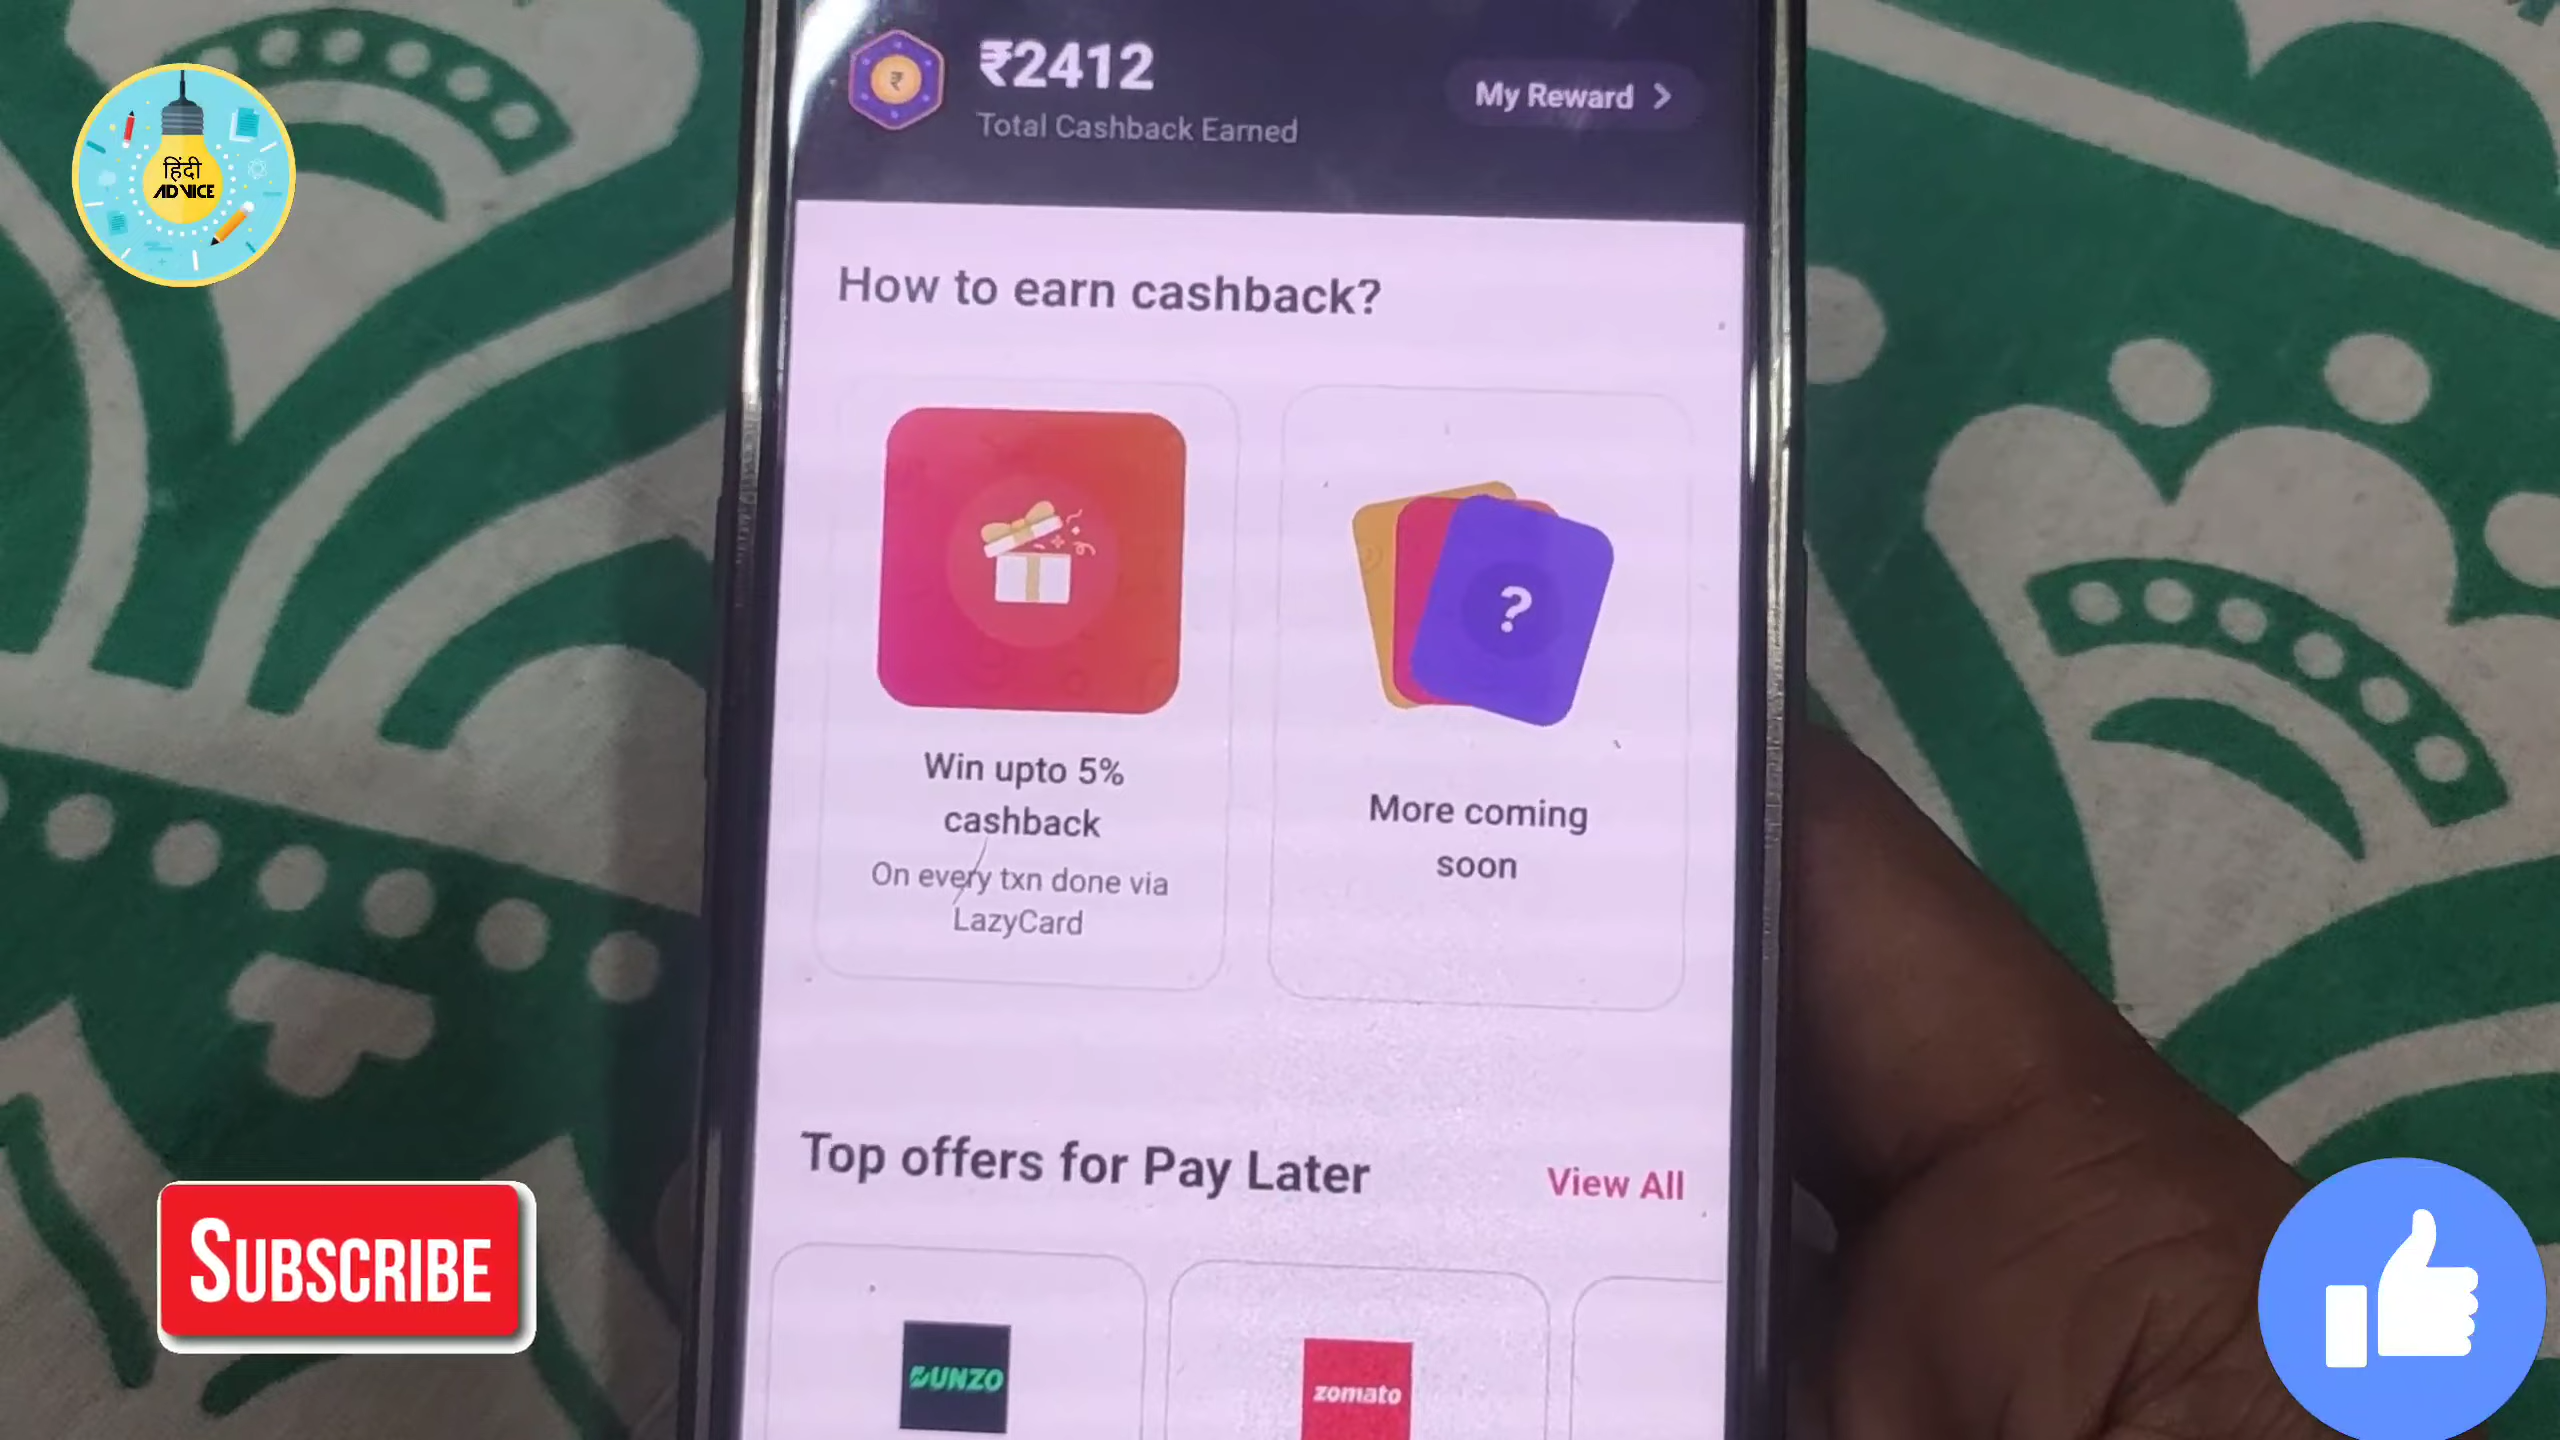 हिंदी
ADVICE
₹2412
Total Cashback Earned
My Reward >
How to earn cashback?
Win upto 5%
cashback
On every txn done via
LazyCard
?
More coming
soon
Top offers for Pay Later
View All
DUNZO
zomato
SUBSCRIBE